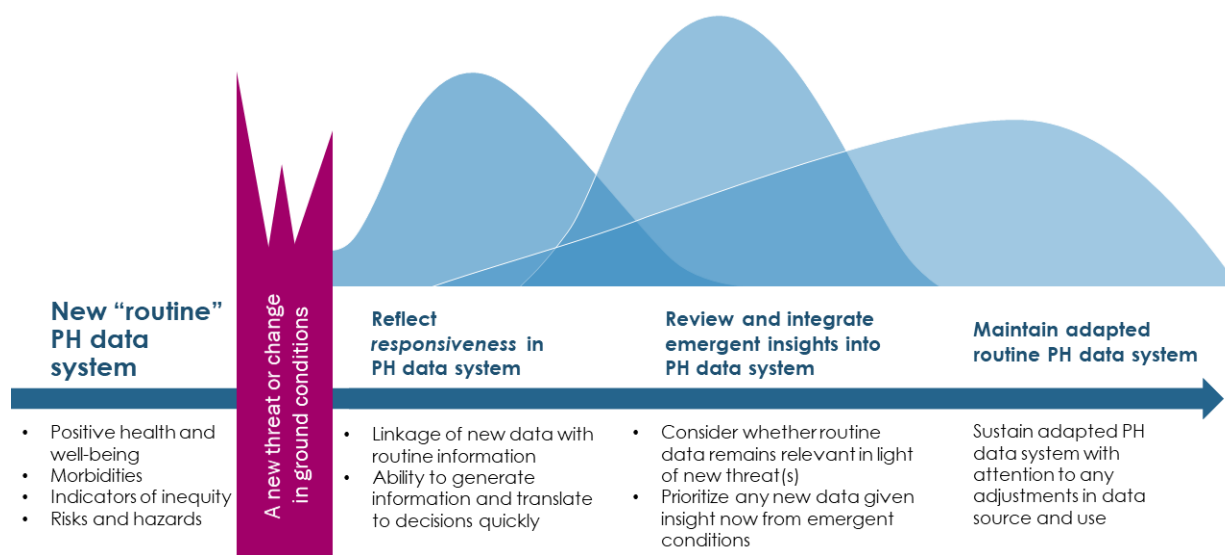 New “routine”
PH data
system
• Positive health and
well-being
• Morbidities
• Indicators of inequity
• Risks and hazards
A new threat or change
in ground conditions
Reflect
responsiveness in
PH data system
• Linkage of new data with
routine information
• Ability to generate
information and translate
to decisions quickly
Review and integrate
emergent insights into
PH data system
• Consider whether routine
data remains relevant in light
of new threat(s)
• Prioritize any new data given
insight now from emergent
conditions
Maintain adapted
routine PH data system
Sustain adapted PH
data system with
attention to any
adjustments in data
source and use